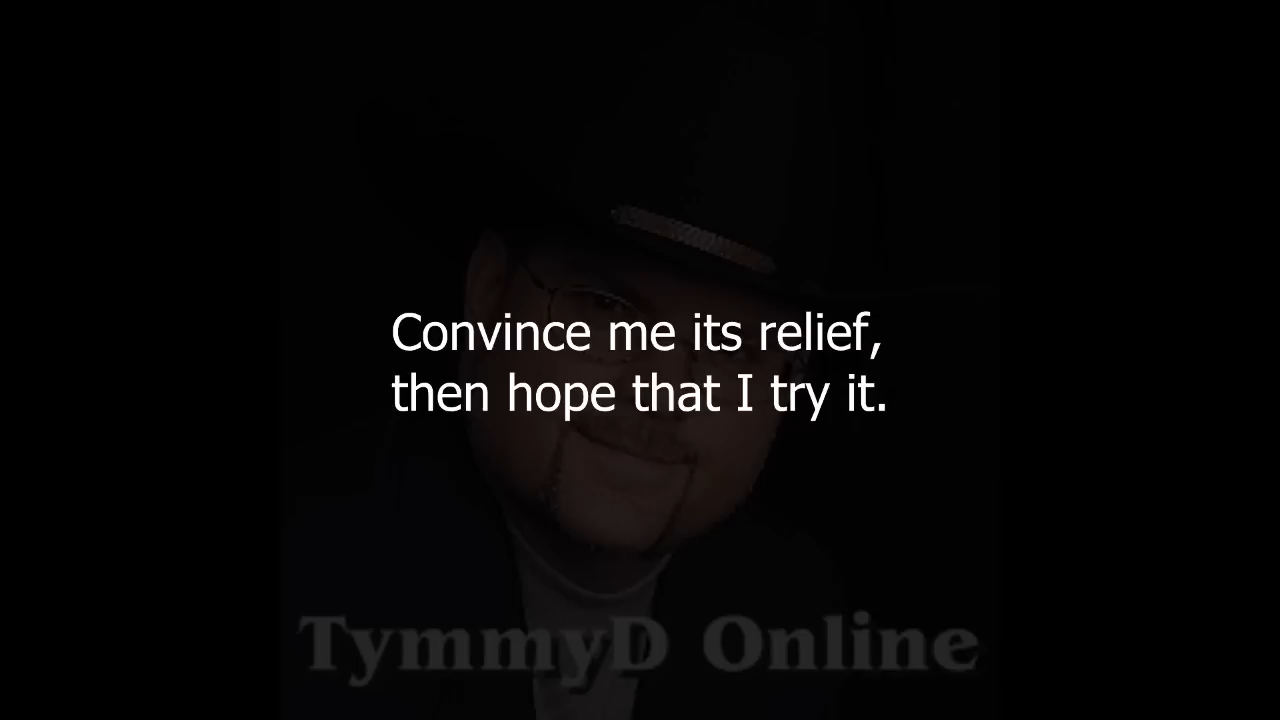 Convince me its relief,
then hope that I try it.
TymmyD Online